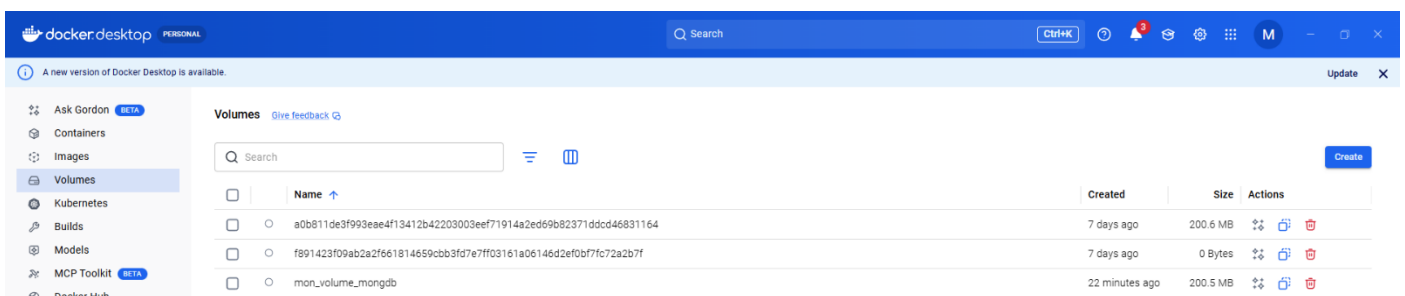 docker.desktop PERSONAL
Search Ctrl+K 3 M
A new version of Docker Desktop is available. Update
Ask Gordon BETA
Containers
Images
Volumes
Kubernetes
Builds
Models
MCP Toolkit BETA
Docker Hub
Volumes Give feedback
Search
Create
Name Created Size Actions
a0b811de3f993eae4f13412b42203003eef71914a2ed69b82371ddcd46831164 7 days ago 200.6 MB
f891423f09ab2a2f661814659cbb3fd7e7ff03161a06146d2ef0bf7fc72a2b7f 7 days ago 0 Bytes
mon_volume_mongdb 22 minutes ago 200.5 MB